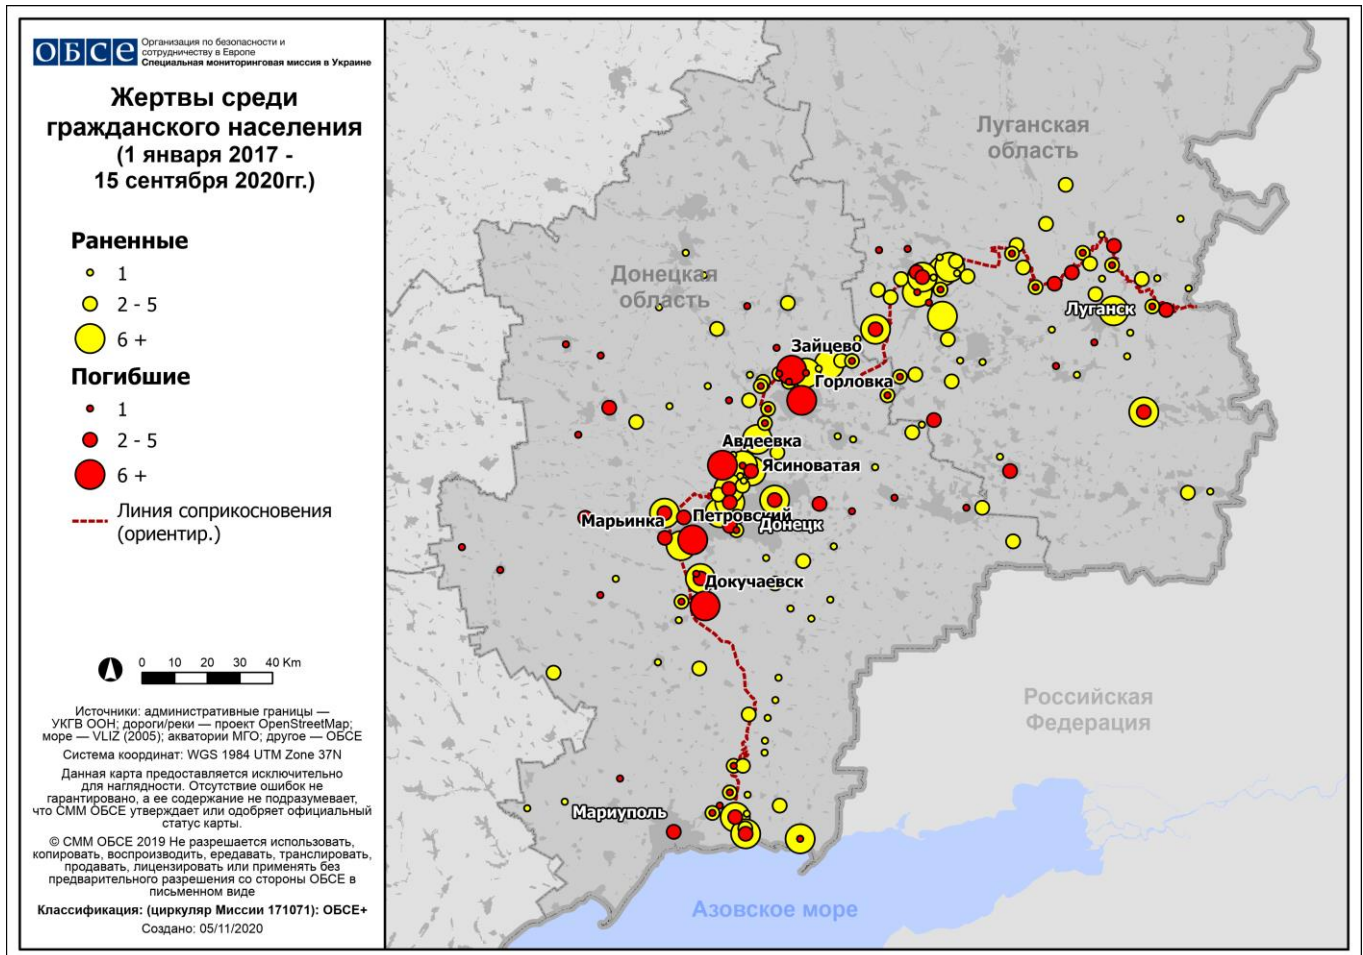 ОБСЕ
Организация по безопасности и
сотрудничеству в Европе
Специальная мониторинговая миссия в Украине
Жертвы среди
гражданского населения
(1 января 2017 -
15 сентября 2020гг.)
Раненные
1
2 - 5
6 +
Погибшие
1
2 - 5
6 +
Линия соприкосновения
(ориентир.)
0 10 20 30 40 Km
Источники: административные границы —
УКГВ ООН; дороги/реки — проект OpenStreetMap;
море — VLIZ (2005); акватории МГО; другое — ОБСЕ
Система координат: WGS 1984 UTM Zone 37N
Данная карта предоставляется исключительно
для наглядности. Отсутствие ошибок не
гарантировано, а ее содержание не подразумевает,
что СММ ОБСЕ утверждает или одобряет официальный
статус карты.
© СММ ОБСЕ 2019 Не разрешается использовать,
копировать, воспроизводить, ередавать, транслировать,
продавать, лицензировать или применять без
предварительного разрешения со стороны ОБСЕ в
письменном виде
Классификация: (циркуляр Миссии 171071): ОБСЕ+
Создано: 05/11/2020
Луганская
область
Донецкая
область
Луганск
Зайцево
Горловка
Авдеевка
Ясиноватая
Марьинка
Петровский
Донецк
Докучаевск
Российская
Федерация
Мариуполь
Азовское море